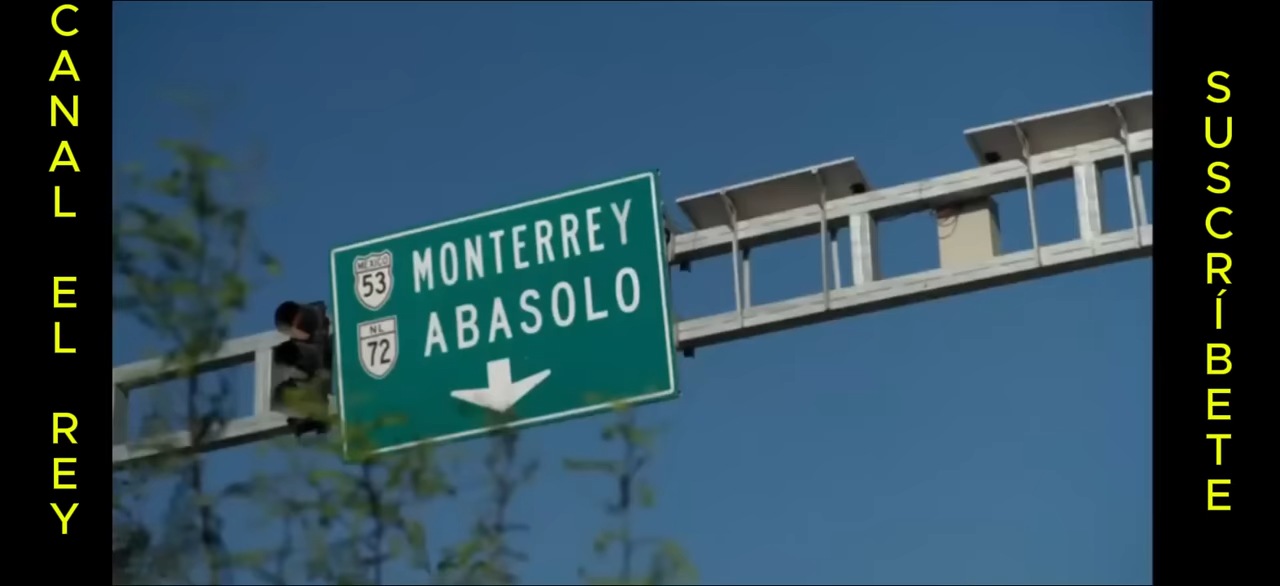 CANAL EL REY
MEXICO
53
MONTERREY
NL
72
ABASOLO
SUSCRÍBETE